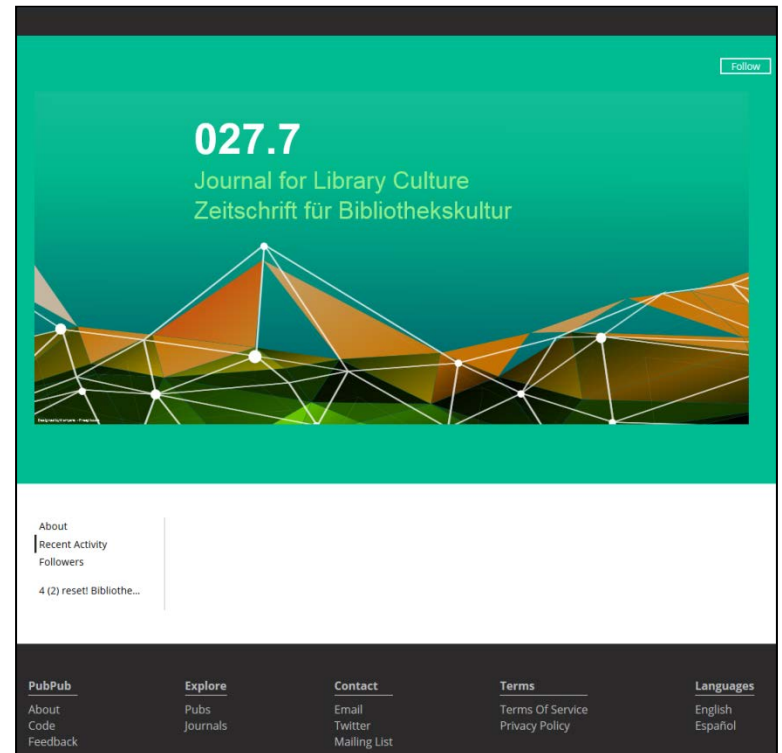 Follow
027.7
Journal for Library Culture
Zeitschrift für Bibliothekskultur
About
Recent Activity
Followers
4 (2) reset! Bibliothe...
PubPub
About
Code
Feedback
Explore
Pubs
Journals
Contact
Email
Twitter
Mailing List
Terms
Terms Of Service
Privacy Policy
Languages
English
Español